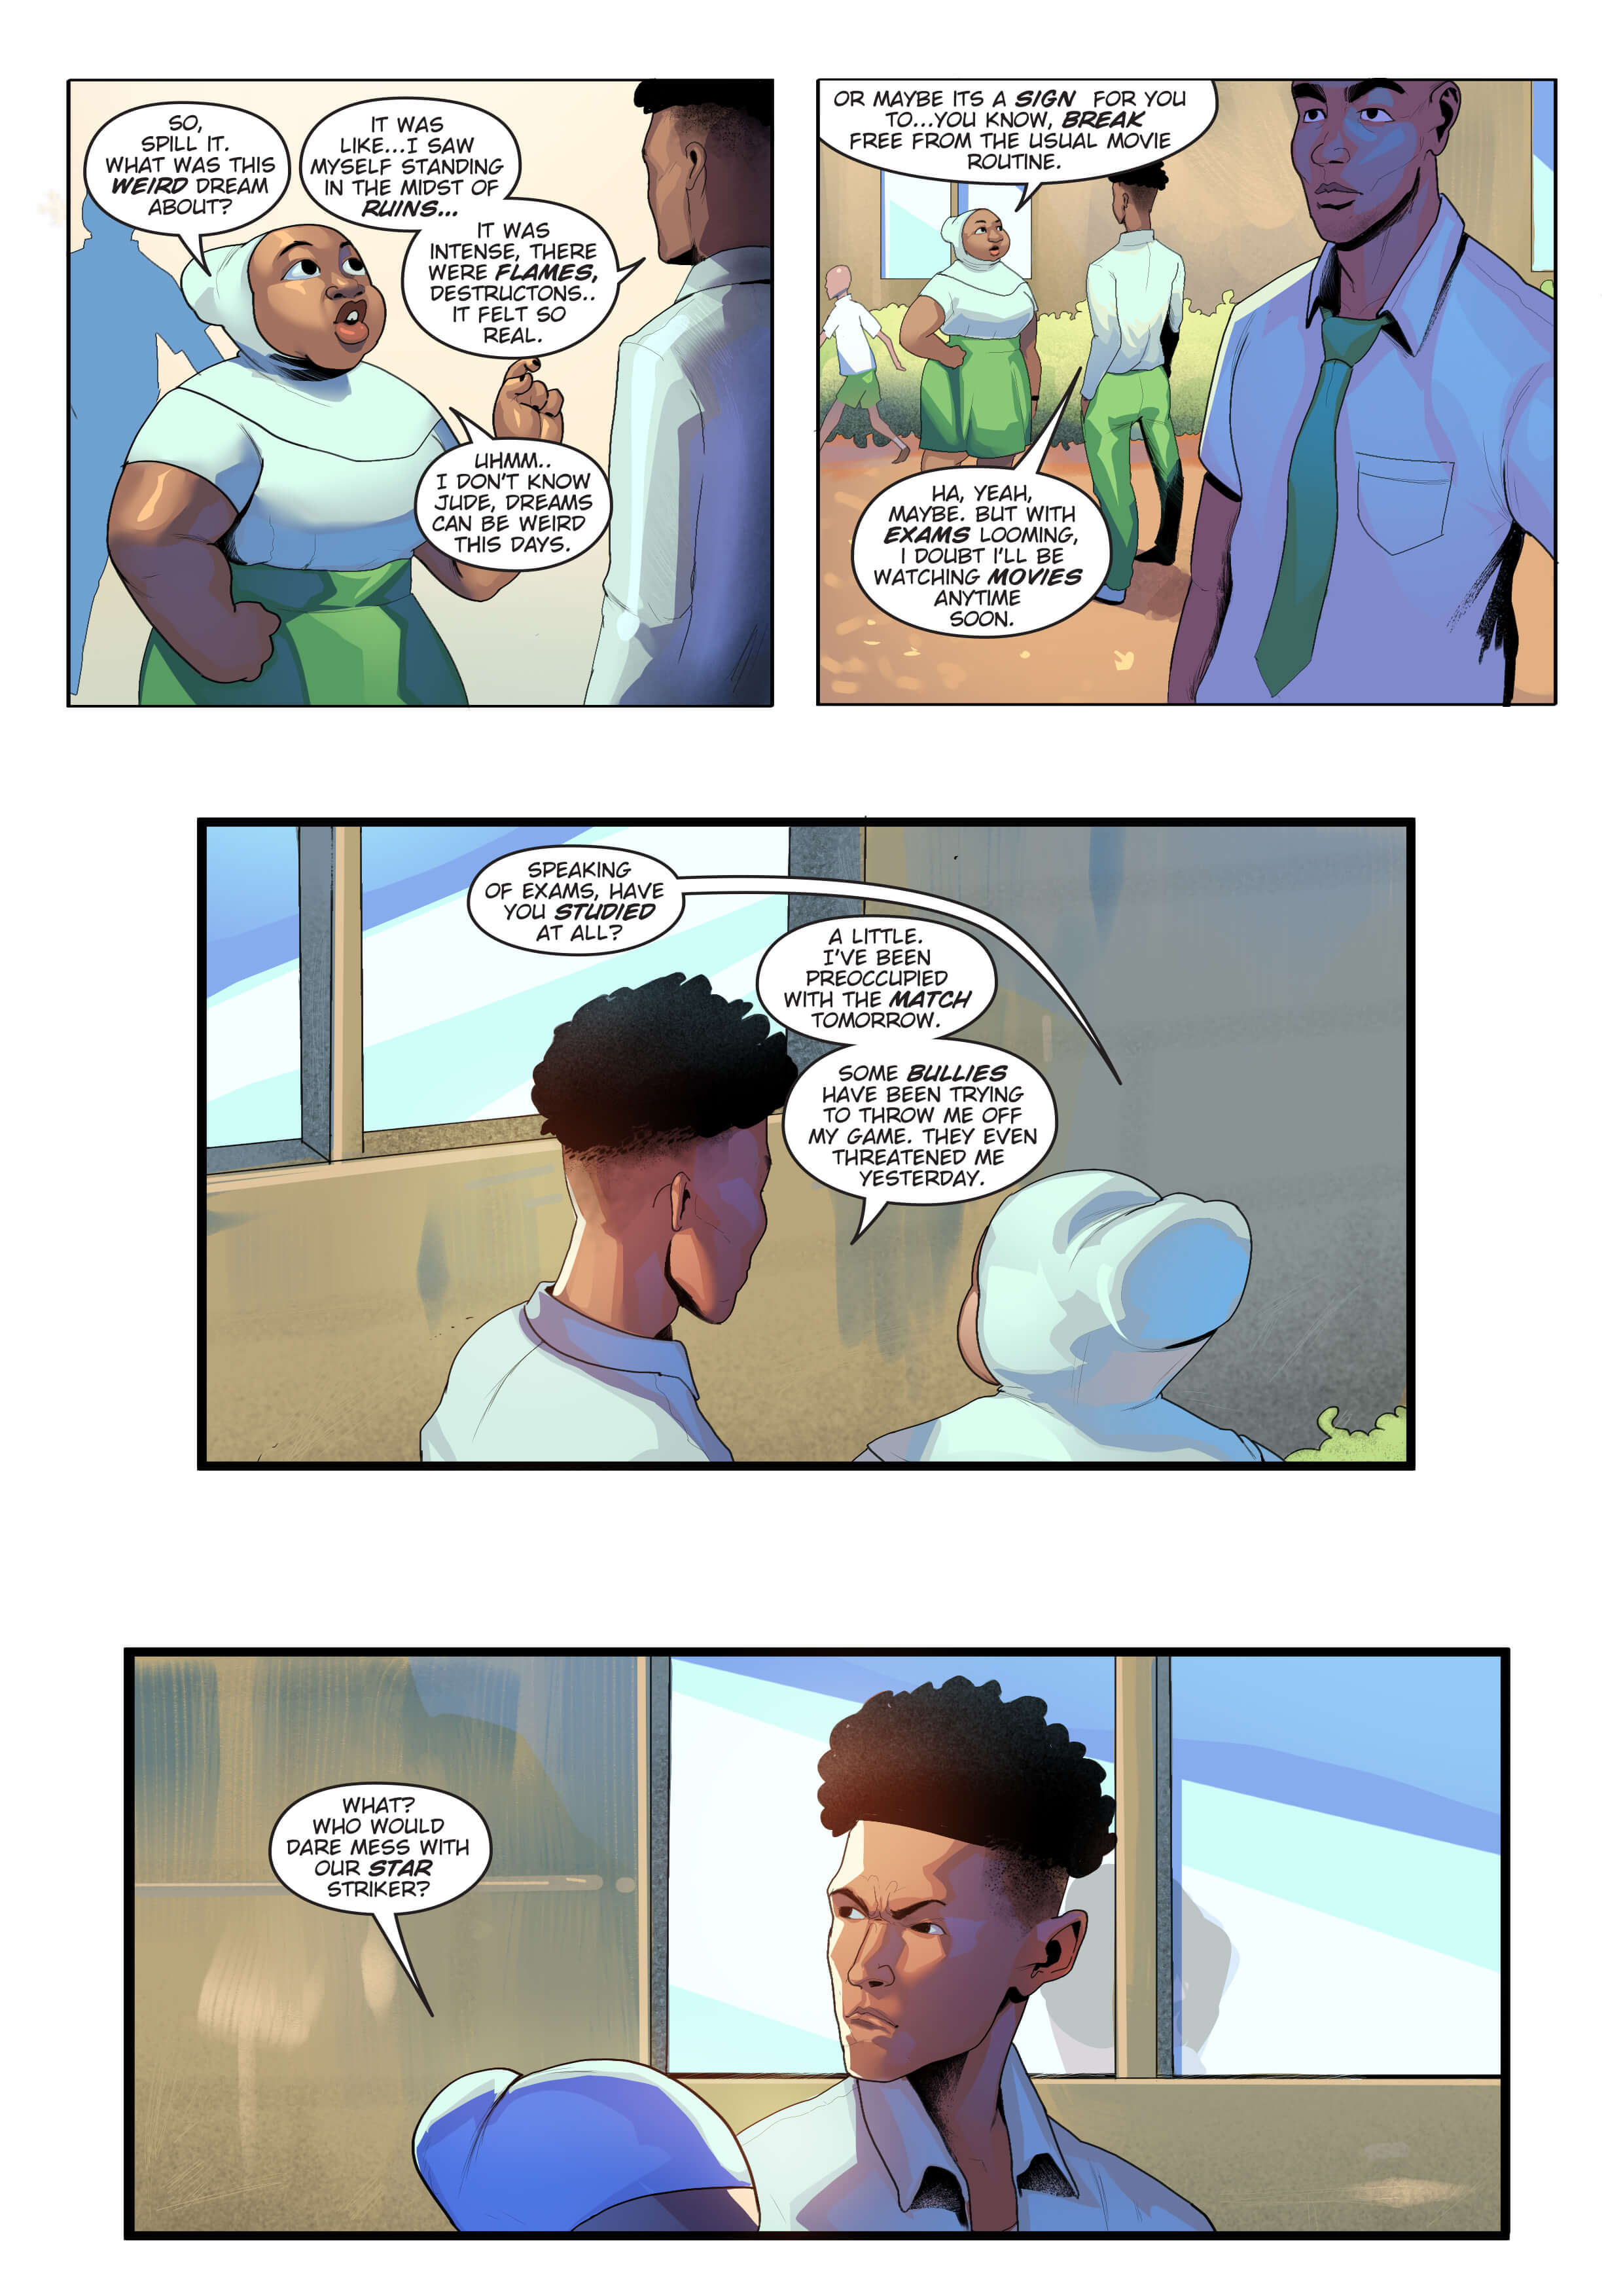 SO,
SPILL IT.
WHAT WAS THIS
WEIRD DREAM
ABOUT?
IT WAS
LIKE...I SAW
MYSELF STANDING
IN THE MIDST OF
RUINS...
IT WAS
INTENSE, THERE
WERE FLAMES,
DESTRUCTONS..
IT FELT SO
REAL.
UHMM..
I DON'T KNOW
JUDE, DREAMS
CAN BE WEIRD
THIS DAYS.
OR MAYBE ITS A SIGN FOR YOU
TO...YOU KNOW, BREAK
FREE FROM THE USUAL MOVIE
ROUTINE.
HA, YEAH,
MAYBE. BUT WITH
EXAMS LOOMING,
I DOUBT I'LL BE
WATCHING MOVIES
ANYTIME
SOON.
SPEAKING
OF EXAMS, HAVE
YOU STUDIED
AT ALL?
A LITTLE.
I'VE BEEN
PREOCCUPIED
WITH THE MATCH
TOMORROW.
SOME BULLIES
HAVE BEEN TRYING
TO THROW ME OFF
MY GAME. THEY EVEN
THREATENED ME
YESTERDAY.
WHAT?
WHO WOULD
DARE MESS WITH
OUR STAR
STRIKER?